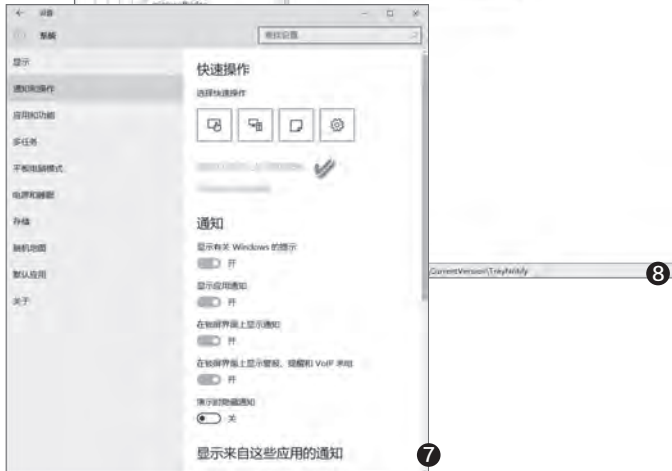 设置
系统
查找设置
显示
通知和操作
应用和功能
多任务
平板电脑模式
电源和睡眠
存储
脱机地图
默认应用
关于
快速操作
选择快速操作
通知
显示有关 Windows 的提示
开
显示应用通知
开
在锁屏界面上显示通知
开
在锁屏界面上显示警报、提醒和 VoIP 来电
开
演示时隐藏通知
关
显示来自这些应用的通知
7
CurrentVersion\TrayNotify
8